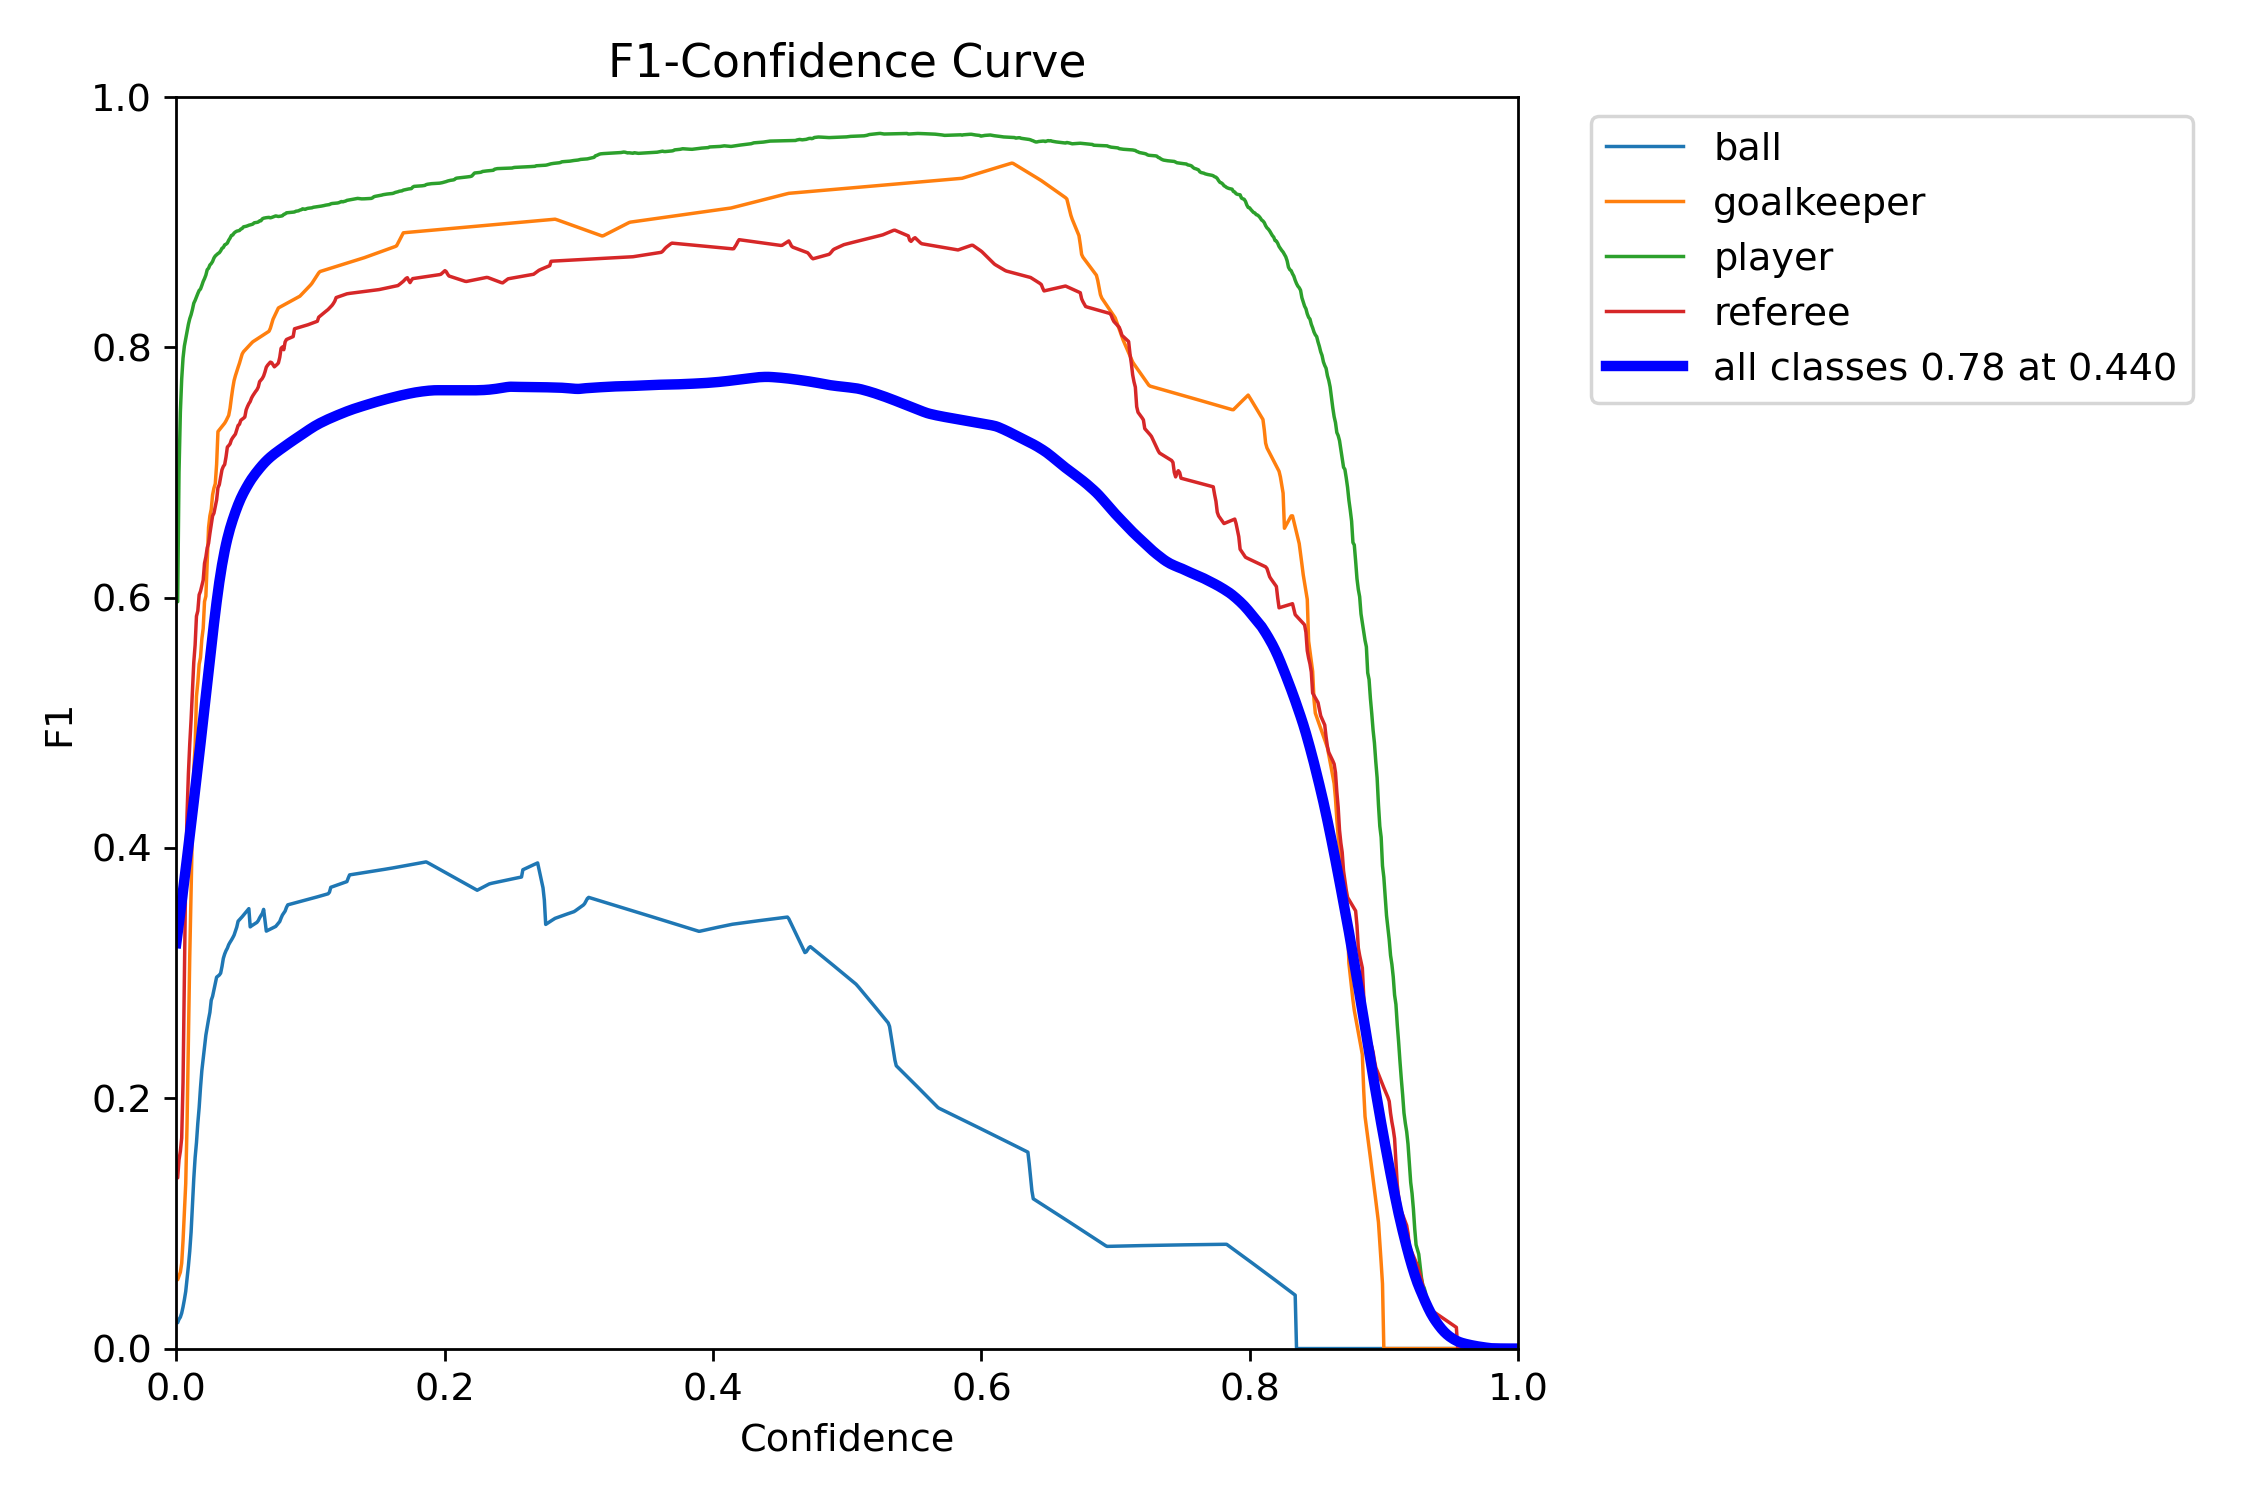 F1-Confidence Curve
1.0
0.8
0.6
0.4
0.2
0.0
F1
0.0 0.2 0.4 0.6 0.8 1.0
Confidence
ball
goalkeeper
player
referee
all classes 0.78 at 0.440